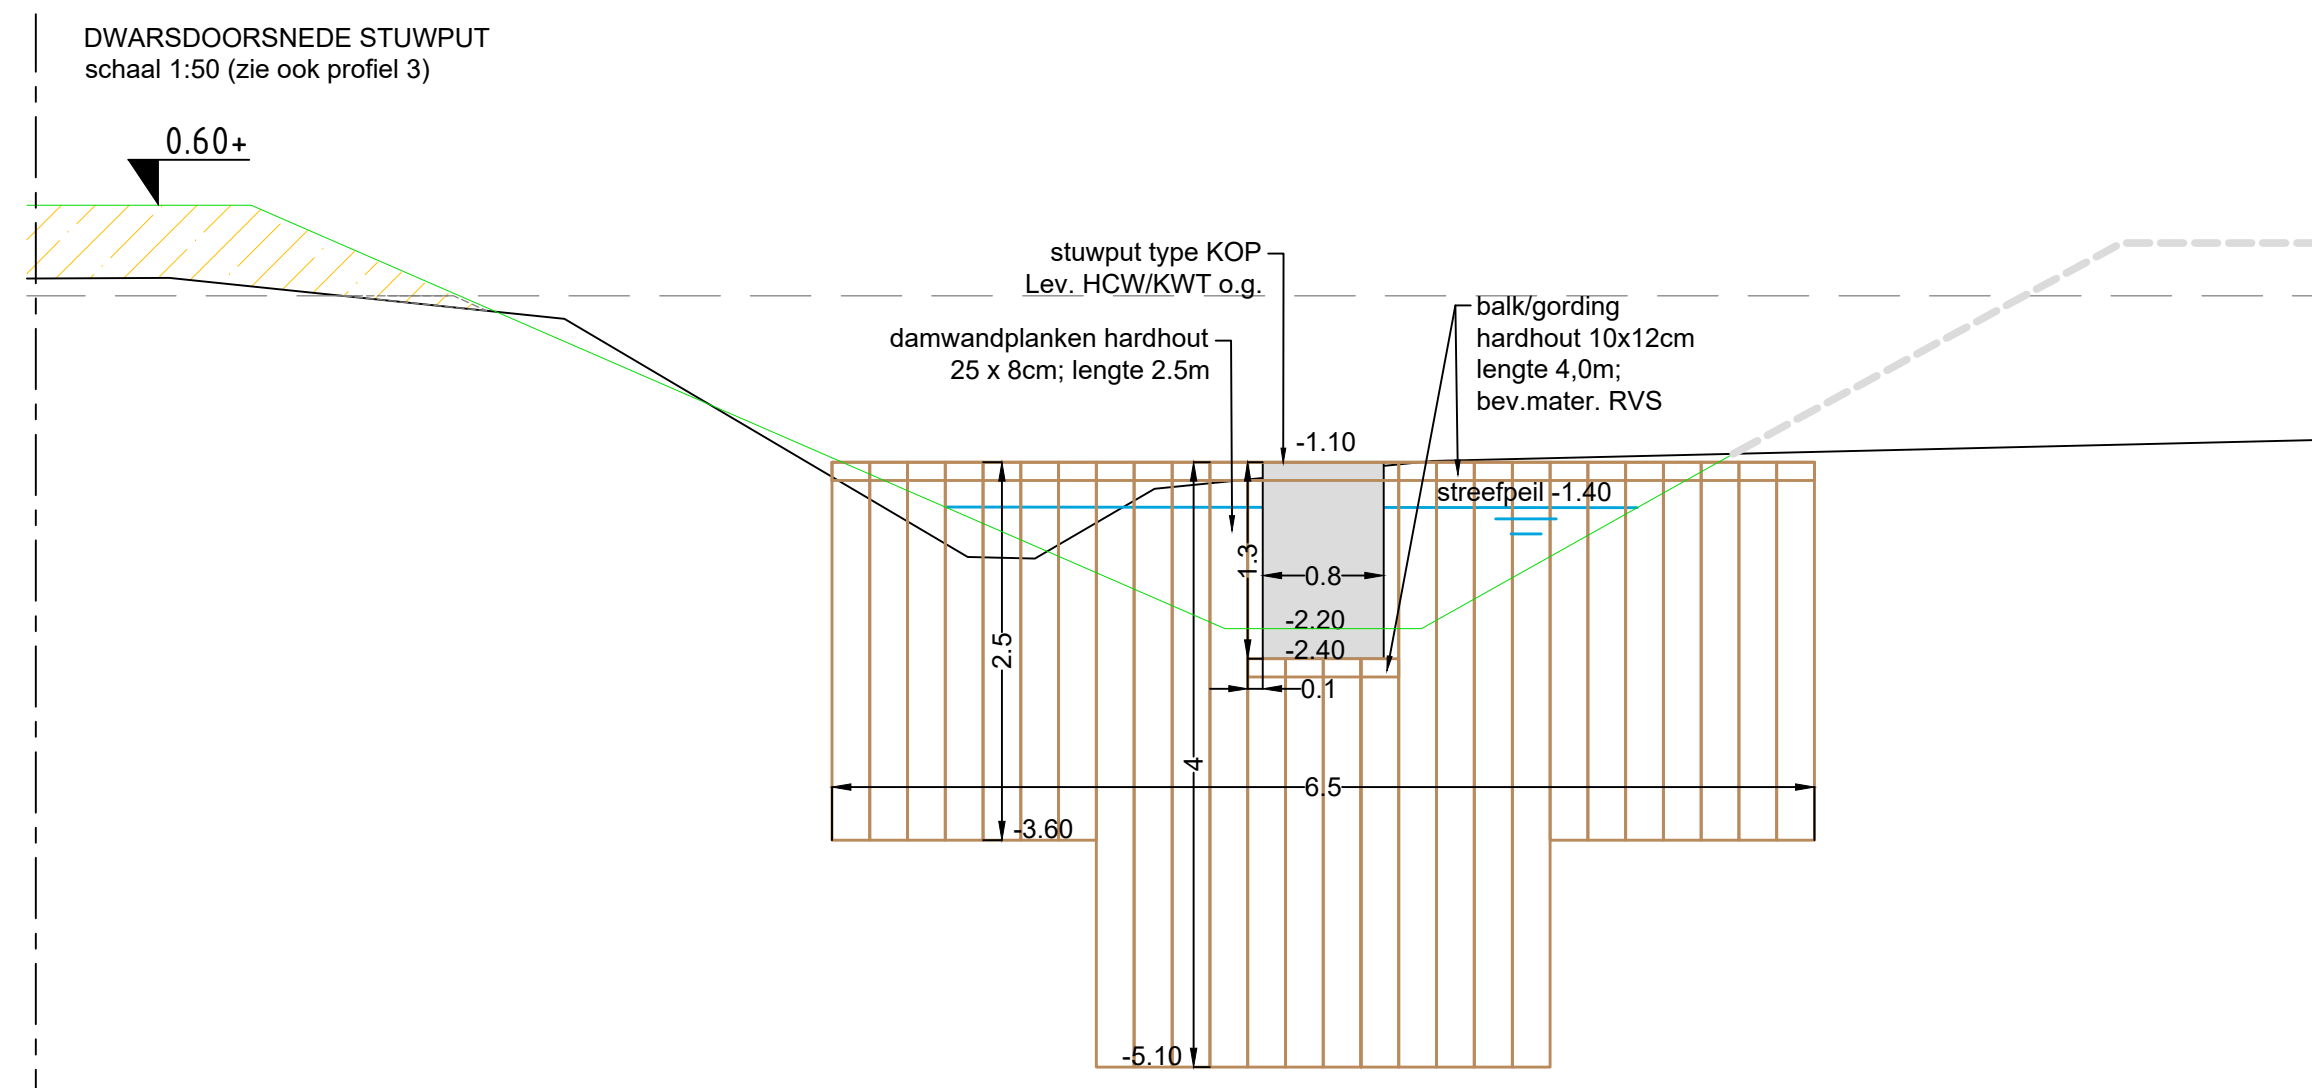 DWARSDOORSNEDE STUWPUT
schaal 1:50 (zie ook profiel 3)
0.60+
stuwput type KOP
Lev. HCW/KWT o.g.
damwandplanken hardhout
25 x 8cm; lengte 2.5m
balk/gording
hardhout 10x12cm
lengte 4,0m;
bev.mater. RVS
-1.10
streefpeil -1.40
1.3
0.8
-2.20
-2.40
0.1
2.5
4
6.5
-3.60
-5.10